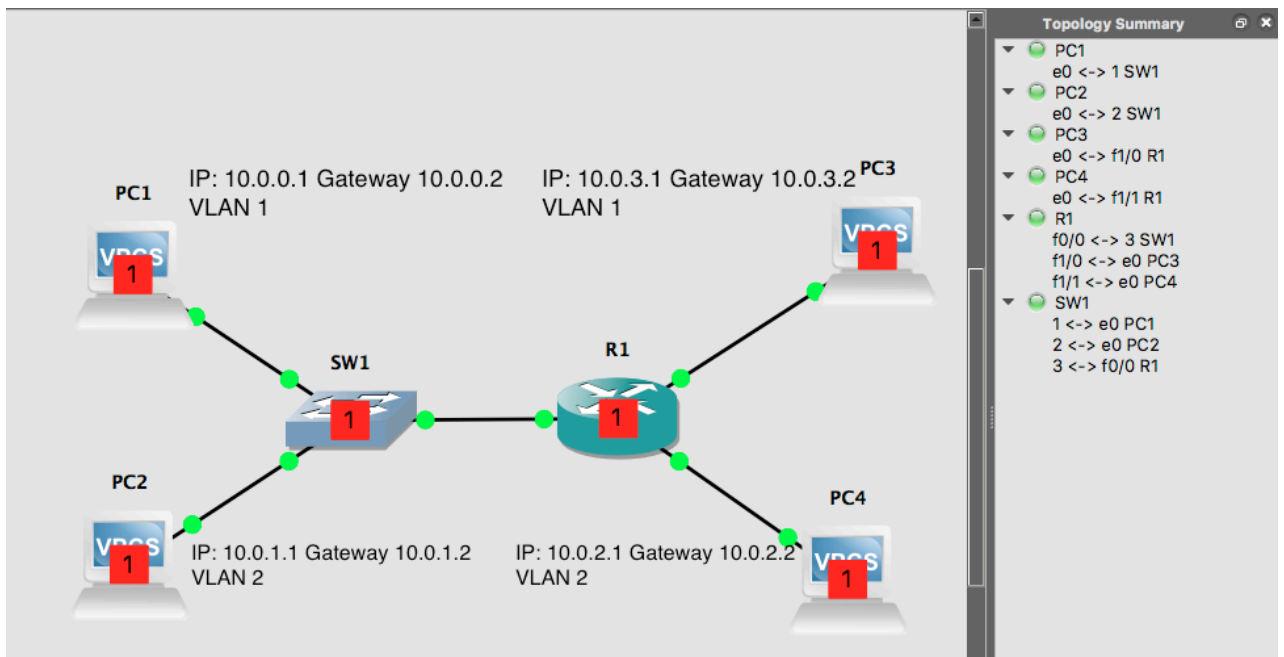 PC1
IP: 10.0.0.1 Gateway 10.0.0.2
VLAN 1
VPCS
1
IP: 10.0.3.1 Gateway 10.0.3.2
VLAN 1
PC3
VPCS
1
SW1
1
R1
1
PC2
VPCS
1
IP: 10.0.1.1 Gateway 10.0.1.2
VLAN 2
IP: 10.0.2.1 Gateway 10.0.2.2
VLAN 2
PC4
VPCS
1
Topology Summary
PC1
e0 <-> 1 SW1
PC2
e0 <-> 2 SW1
PC3
e0 <-> f1/0 R1
PC4
e0 <-> f1/1 R1
R1
f0/0 <-> 3 SW1
f1/0 <-> e0 PC3
f1/1 <-> e0 PC4
SW1
1 <-> e0 PC1
2 <-> e0 PC2
3 <-> f0/0 R1